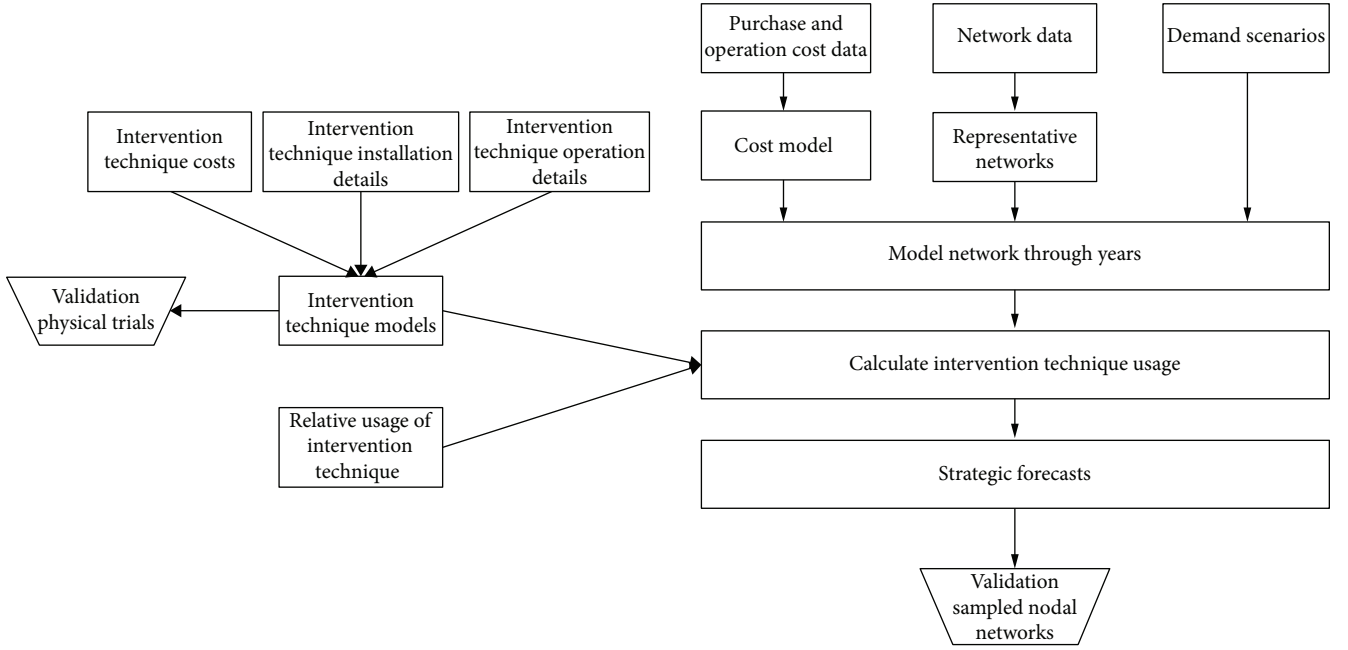 Purchase and
operation cost data
Network data
Demand scenarios
Intervention
technique costs
Intervention
technique installation
details
Intervention
technique operation
details
Cost model
Representative
networks
Model network through years
Validation
physical trials
Intervention
technique models
Calculate intervention technique usage
Relative usage of
intervention
technique
Strategic forecasts
Validation
sampled nodal
networks